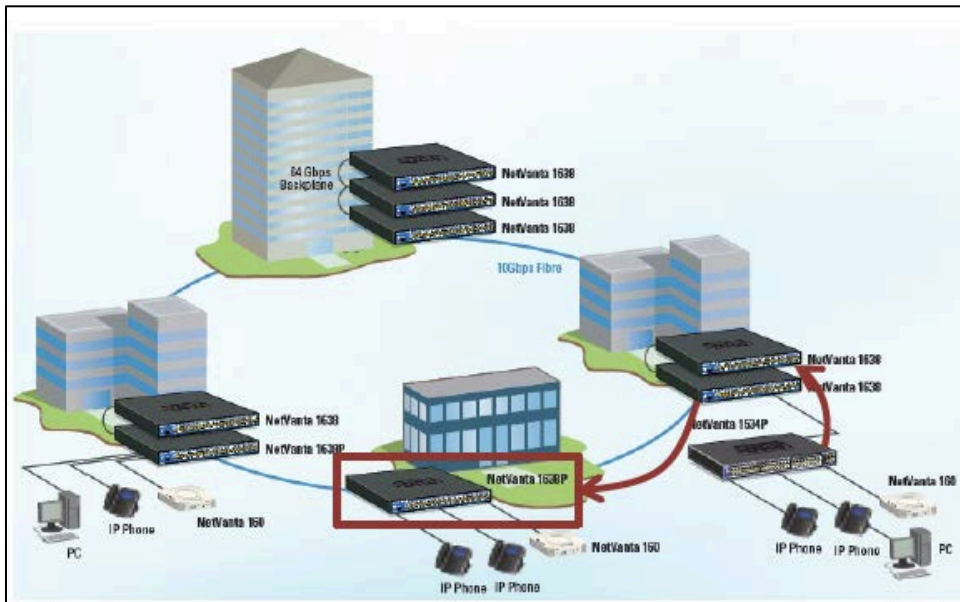 64 Gbps
Backplane
NetVanta 1638
NetVanta 1638
NetVanta 1638
10Gbps Fibre
NetVanta 1638
NetVanta 1638
NetVanta 1638
NetVanta 1638P
NetVanta 1534P
NetVanta 1638P
NetVanta 160
NetVanta 160
IP Phone
PC
NetVanta 160
IP Phone
IP Phone
PC
IP Phone
IP Phone